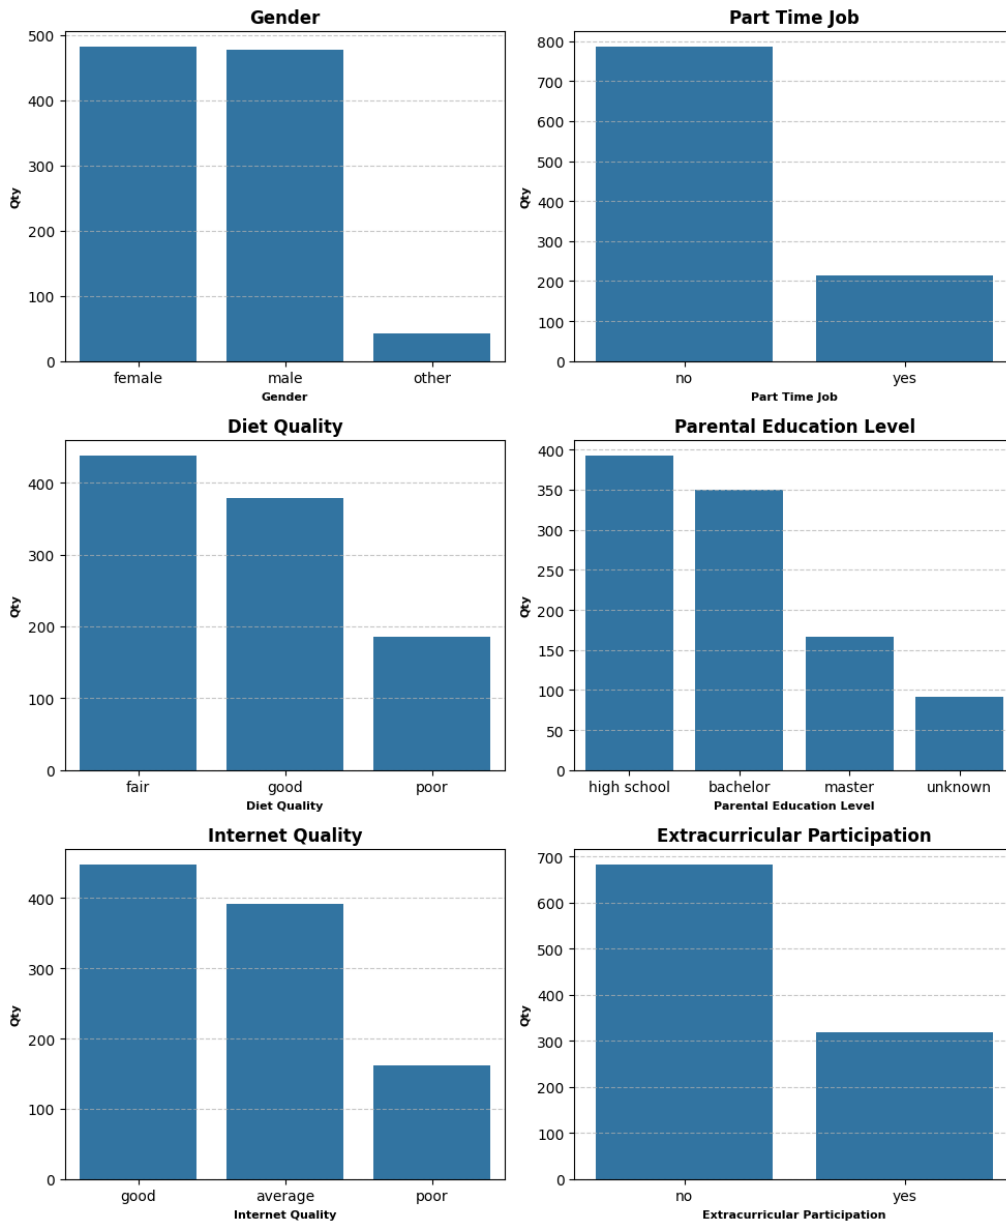 Gender
500
400
300
200
100
0
Qty
female male other
Gender
Part Time Job
800
700
600
500
400
300
200
100
0
Qty
no yes
Part Time Job
Diet Quality
400
300
200
100
0
Qty
fair good poor
Diet Quality
Parental Education Level
400
350
300
250
200
150
100
50
0
Qty
high school bachelor master unknown
Parental Education Level
Internet Quality
400
300
200
100
0
Qty
good average poor
Internet Quality
Extracurricular Participation
700
600
500
400
300
200
100
0
Qty
no yes
Extracurricular Participation